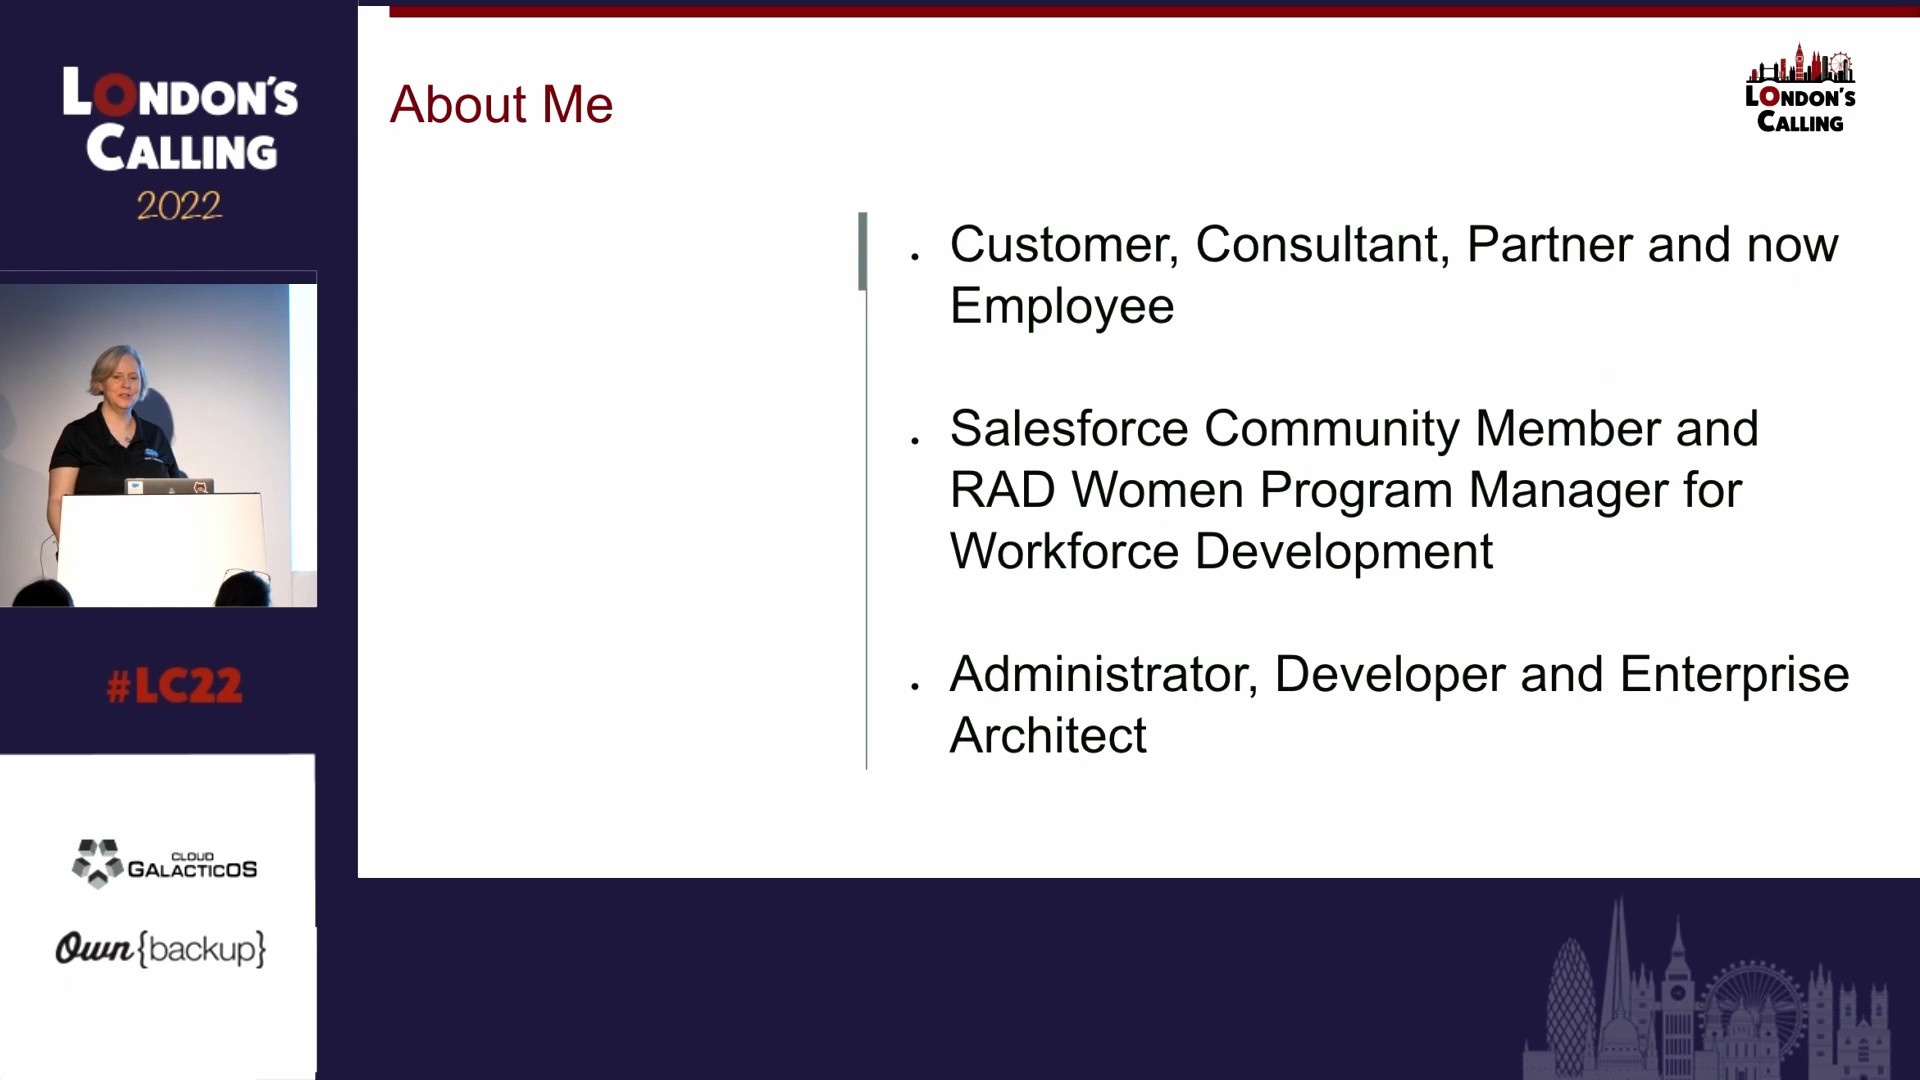 LONDON'S
CALLING
2022
#LC22
CLOUD
GALACTICOS
Own{backup}
About Me
LONDON'S
CALLING
. Customer, Consultant, Partner and now
Employee
. Salesforce Community Member and
RAD Women Program Manager for
Workforce Development
. Administrator, Developer and Enterprise
Architect